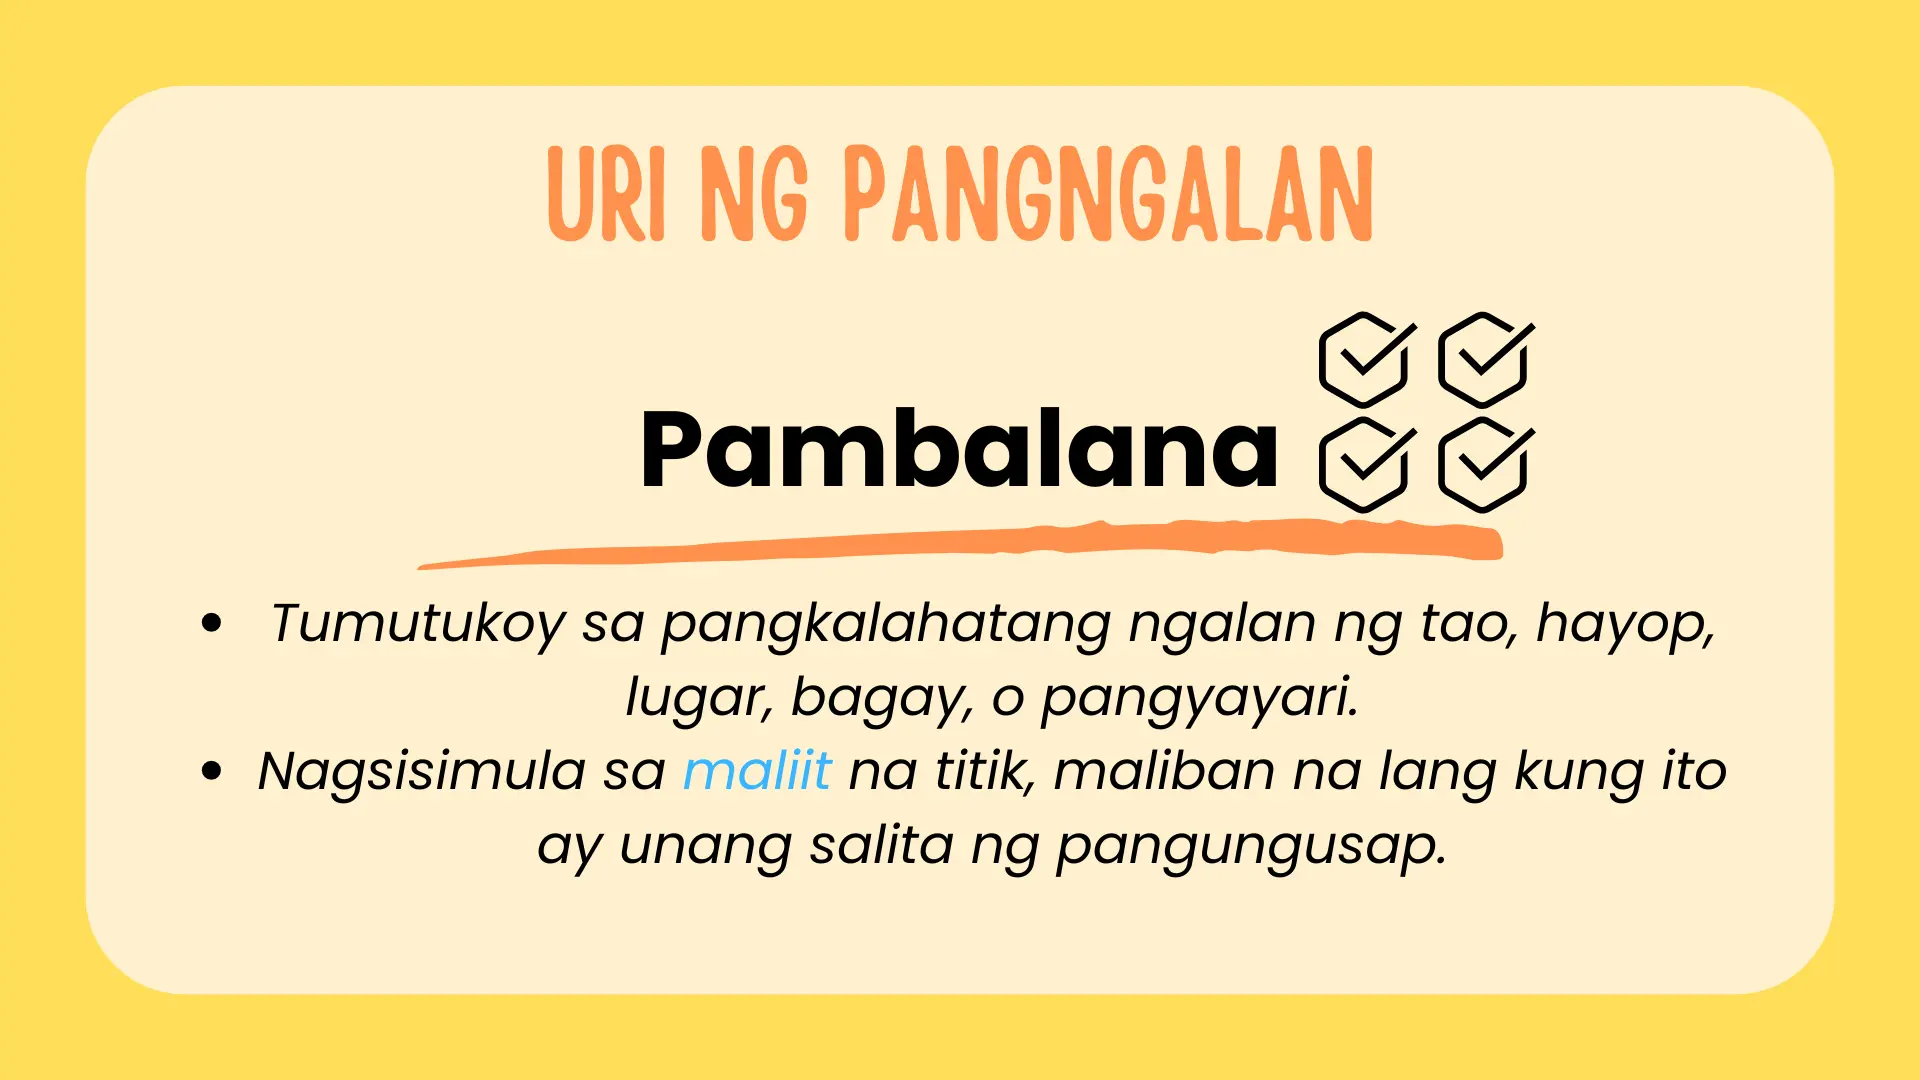 URI NG PANGNGALAN
Pambalana
• Tumutukoy sa pangkalahatang ngalan ng tao, hayop,
lugar, bagay, o pangyayari.
• Nagsisimula sa maliit na titik, maliban na lang kung ito
ay unang salita ng pangungusap.